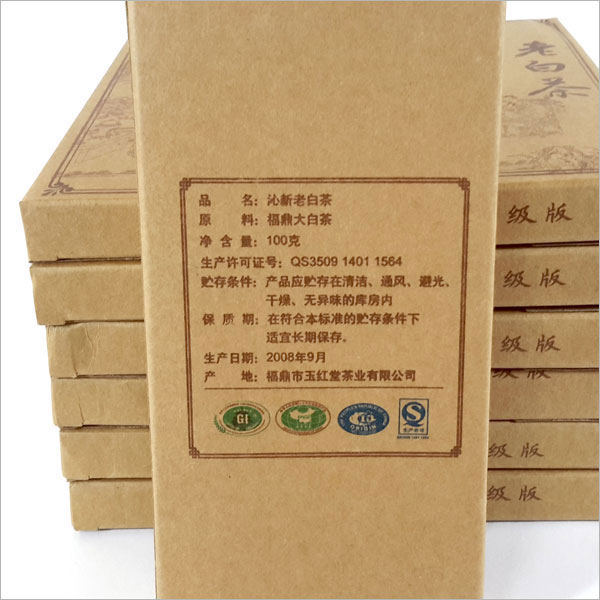 老白茶
品 名: 沁新老白茶
原 料: 福鼎大白茶
净 含 量: 100克
生产许可证号: QS3509 1401 1564
贮存条件: 产品应贮存在清洁、通风、避光、
干燥、无异味的库房内
保 质 期: 在符合本标准的贮存条件下
适宜长期保存。
生产日期: 2008年9月
产 地: 福鼎市玉红堂茶业有限公司
GI
ORIGIN
QS
级版
级版
级版
级版
级版
级版